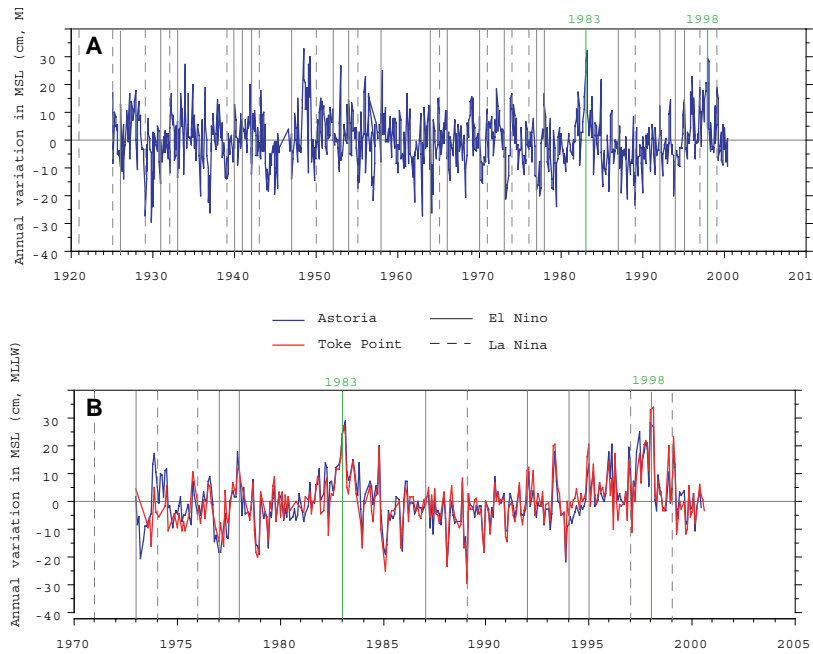 1983 1998
A
Annual variation in MSL (cm, M
30
20
10
0
-10
-20
-30
-40
1920 1930 1940 1950 1960 1970 1980 1990 2000 201
Astoria El Nino
Toke Point La Nina
1983 1998
B
Annual variation in MSL (cm, MLLW)
30
20
10
0
-10
-20
-30
-40
1970 1975 1980 1985 1990 1995 2000 2005